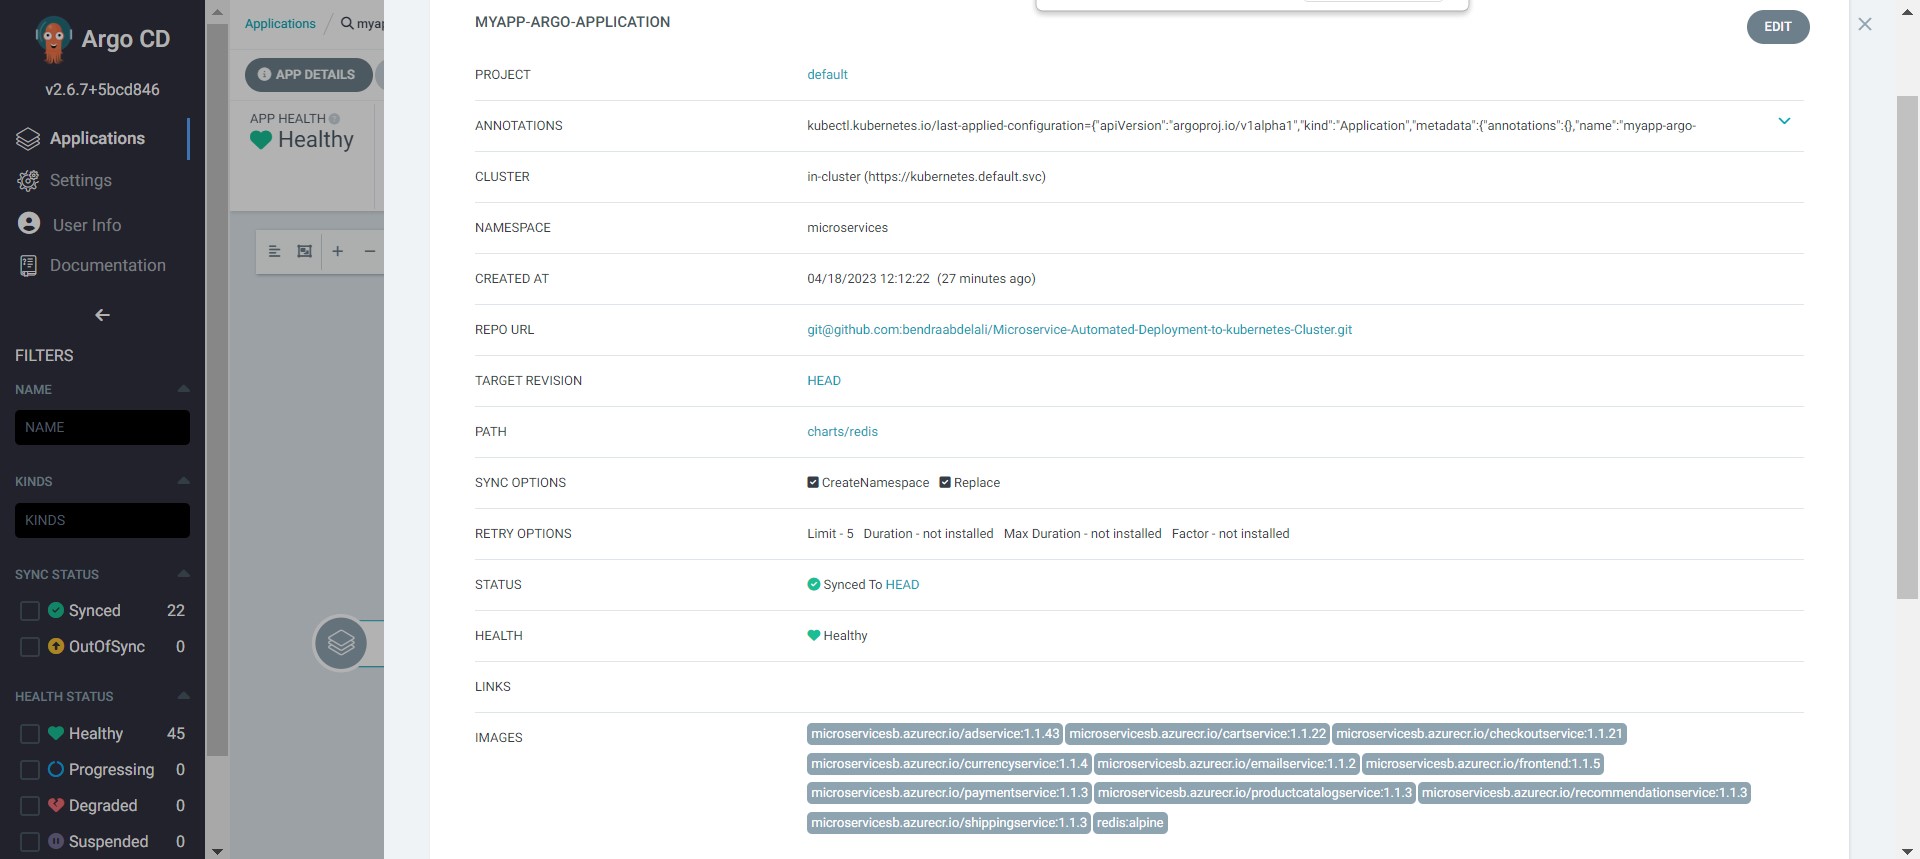 Argo CD
v2.6.7+5bcd846
Applications
Settings
User Info
Documentation
FILTERS
NAME
NAME
KINDS
KINDS
SYNC STATUS
Synced 22
OutOfSync 0
HEALTH STATUS
Healthy 45
Progressing 0
Degraded 0
Suspended 0
Applications / myap
APP DETAILS
APP HEALTH
Healthy
MYAPP-ARGO-APPLICATION
EDIT
PROJECT default
ANNOTATIONS kubectl.kubernetes.io/last-applied-configuration={"apiVersion":"argoproj.io/v1alpha1","kind":"Application","metadata":{"annotations":{},"name":"myapp-argo-
CLUSTER in-cluster (https://kubernetes.default.svc)
NAMESPACE microservices
CREATED AT 04/18/2023 12:12:22 (27 minutes ago)
REPO URL git@github.com:bendraabdelali/Microservice-Automated-Deployment-to-kubernetes-Cluster.git
TARGET REVISION HEAD
PATH charts/redis
SYNC OPTIONS CreateNamespace Replace
RETRY OPTIONS Limit - 5 Duration - not installed Max Duration - not installed Factor - not installed
STATUS Synced To HEAD
HEALTH Healthy
LINKS
IMAGES microservicesb.azurecr.io/adservice:1.1.43 microservicesb.azurecr.io/cartservice:1.1.22 microservicesb.azurecr.io/checkoutservice:1.1.21
microservicesb.azurecr.io/currencyservice:1.1.4 microservicesb.azurecr.io/emailservice:1.1.2 microservicesb.azurecr.io/frontend:1.1.5
microservicesb.azurecr.io/paymentservice:1.1.3 microservicesb.azurecr.io/productcatalogservice:1.1.3 microservicesb.azurecr.io/recommendationservice:1.1.3
microservicesb.azurecr.io/shippingservice:1.1.3 redis:alpine